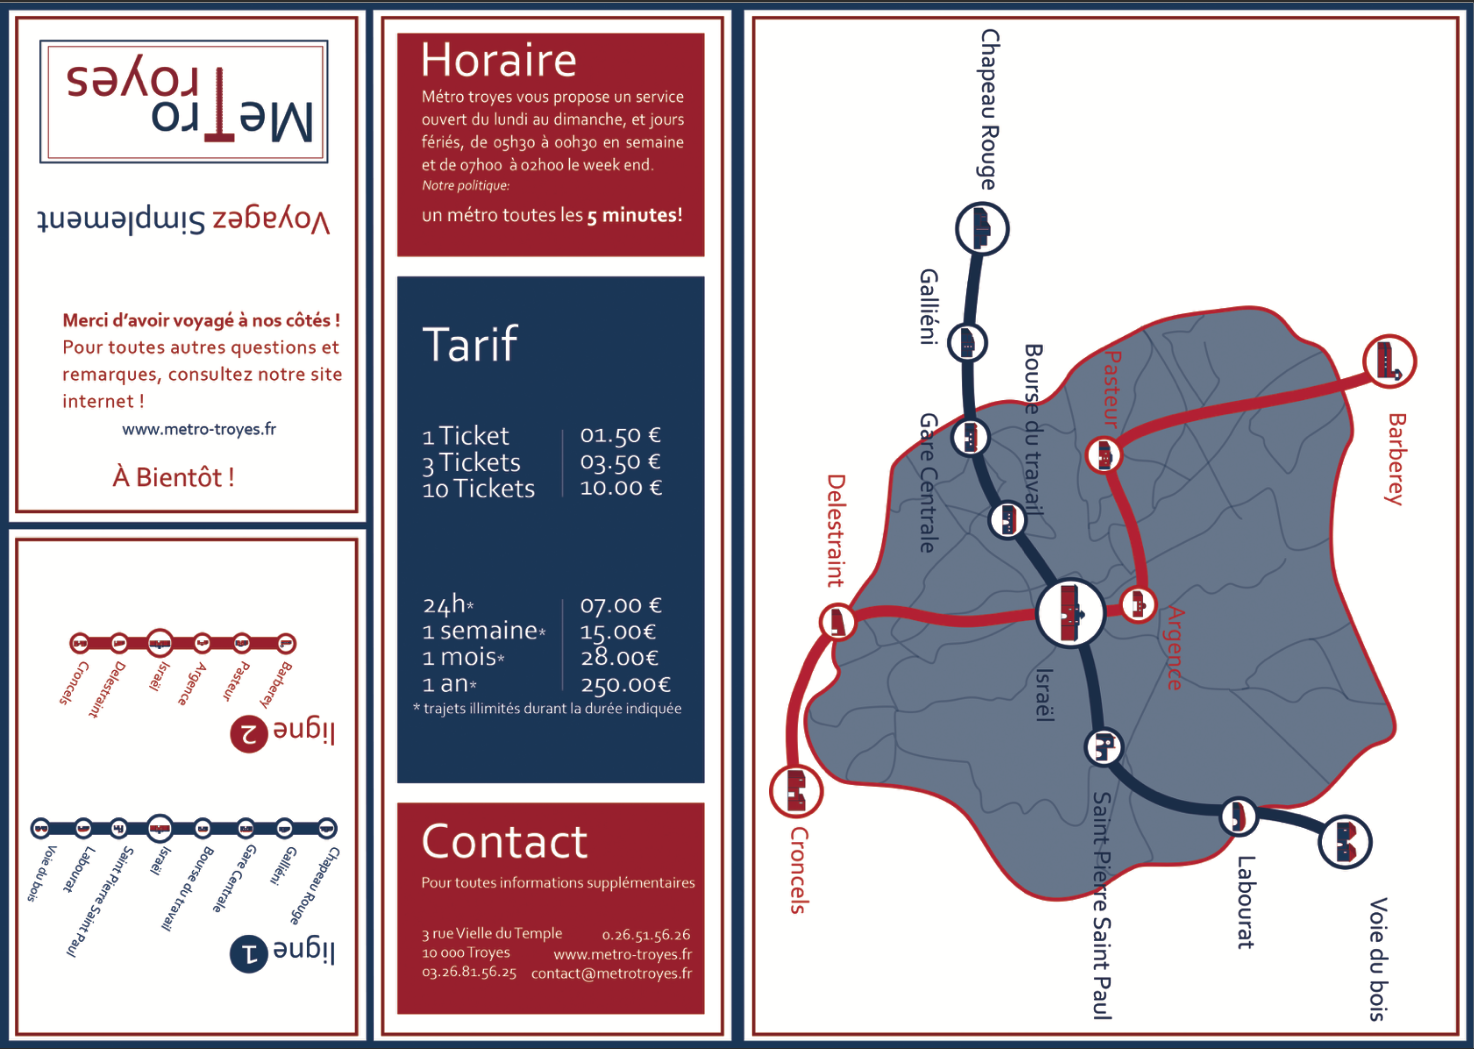 MeTro
Troyes
Voyagez Simplement
Merci d’avoir voyagé à nos côtés !
Pour toutes autres questions et
remarques, consultez notre site
internet !
www.metro-troyes.fr
À Bientôt !
ligne 1
Chapeau Rouge
Galliéni
Gare Centrale
Bourse du travail
Israël
Saint Pierre Saint Paul
Labourat
Voie du bois
ligne 2
Barberey
Pasteur
Argence
Israël
Delestraint
Croncels
Horaire
Métro troyes vous propose un service
ouvert du lundi au dimanche, et jours
fériés, de 05h30 à 00h30 en semaine
et de 07h00 à 02h00 le week end.
Notre politique:
un métro toutes les 5 minutes!
Tarif
1 Ticket 01.50 €
3 Tickets 03.50 €
10 Tickets 10.00 €
24h* 07.00 €
1 semaine* 15.00€
1 mois* 28.00€
1 an* 250.00€
* trajets illimités durant la durée indiquée
Contact
Pour toutes informations supplémentaires
3 rue Vielle du Temple 0.26.51.56.26
10 000 Troyes www.metro-troyes.fr
03.26.81.56.25 contact@metrotroyes.fr
Chapeau Rouge
Galliéni
Gare Centrale
Bourse du travail
Pasteur
Barberey
Delestraint
Argence
Israël
Croncels
Saint Pierre Saint Paul
Labourat
Voie du bois